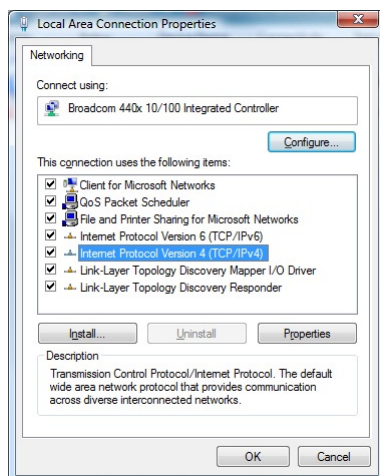 Local Area Connection Properties
Networking
Connect using:
Broadcom 440x 10/100 Integrated Controller
Configure...
This connection uses the following items:
Client for Microsoft Networks
QoS Packet Scheduler
File and Printer Sharing for Microsoft Networks
Internet Protocol Version 6 (TCP/IPv6)
Internet Protocol Version 4 (TCP/IPv4)
Link-Layer Topology Discovery Mapper I/O Driver
Link-Layer Topology Discovery Responder
Install... Uninstall Properties
Description
Transmission Control Protocol/Internet Protocol. The default
wide area network protocol that provides communication
across diverse interconnected networks.
OK Cancel